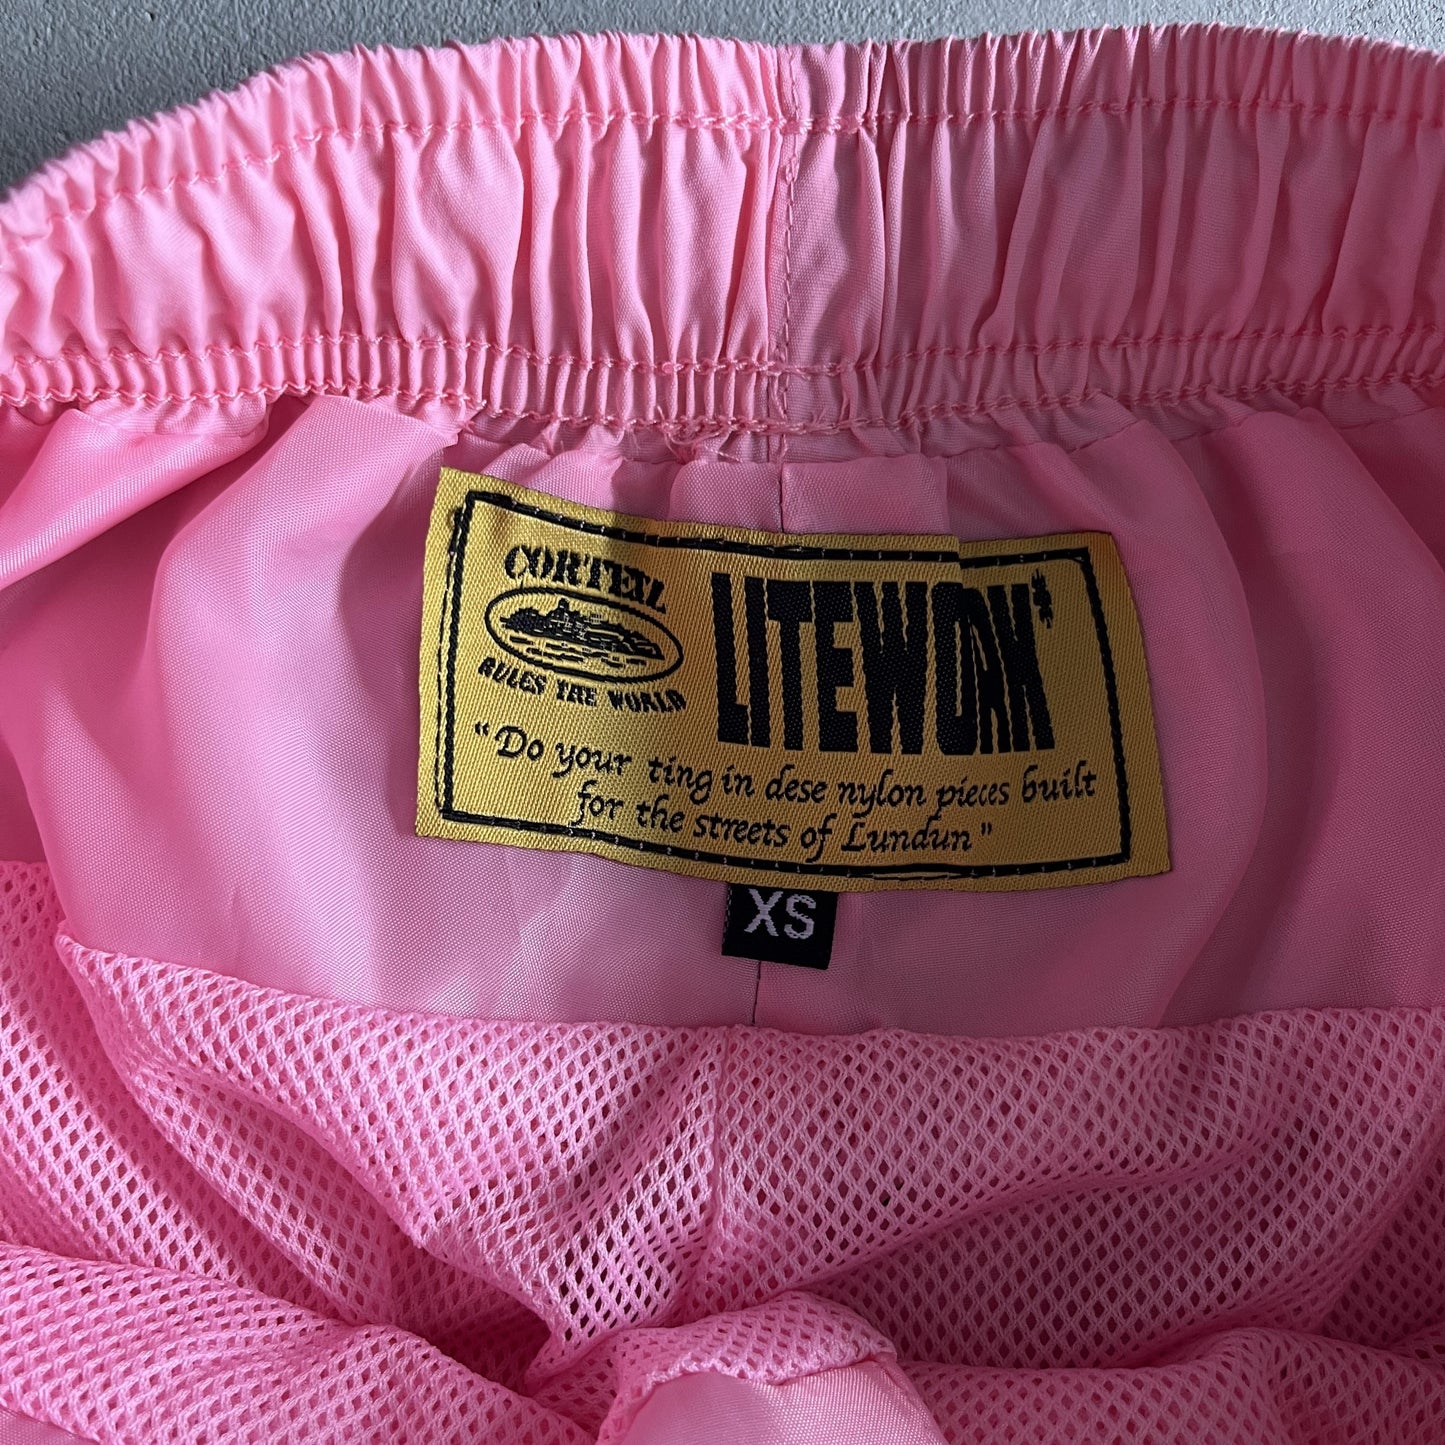 CORTEIZ
RULES THE WORLD
LITEWORK
"Do your ting in dese nylon pieces built
for the streets of Lundun"
XS